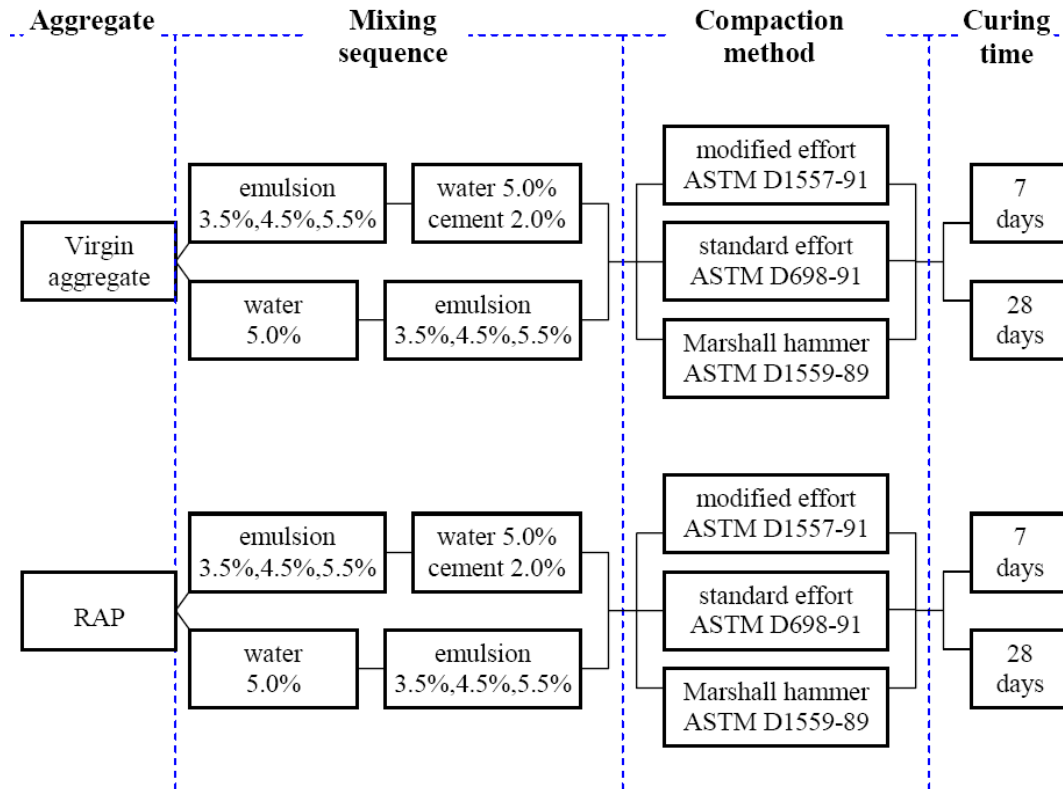 Aggregate
Mixing
sequence
Compaction
method
Curing
time
Virgin
aggregate
emulsion
3.5%,4.5%,5.5%
water 5.0%
cement 2.0%
water
5.0%
emulsion
3.5%,4.5%,5.5%
modified effort
ASTM D1557-91
standard effort
ASTM D698-91
Marshall hammer
ASTM D1559-89
7
days
28
days
RAP
emulsion
3.5%,4.5%,5.5%
water 5.0%
cement 2.0%
water
5.0%
emulsion
3.5%,4.5%,5.5%
modified effort
ASTM D1557-91
standard effort
ASTM D698-91
Marshall hammer
ASTM D1559-89
7
days
28
days